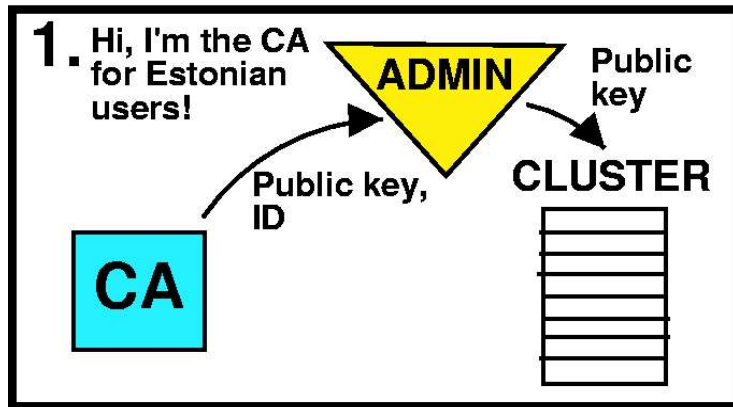 1. Hi, I'm the CA
for Estonian
users!
ADMIN
Public
key
Public key,
ID
CLUSTER
CA